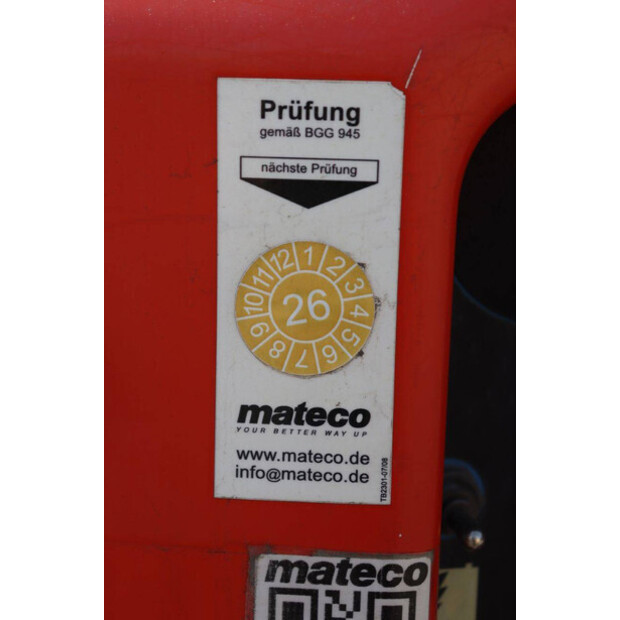 Prüfung
gemäß BGG 945
nächste Prüfung
1 2 3 4 5 6 7 8 9 10 11 12
26
mateco
YOUR BETTER WAY UP
www.mateco.de
info@mateco.de
TB2301-07/08
mateco